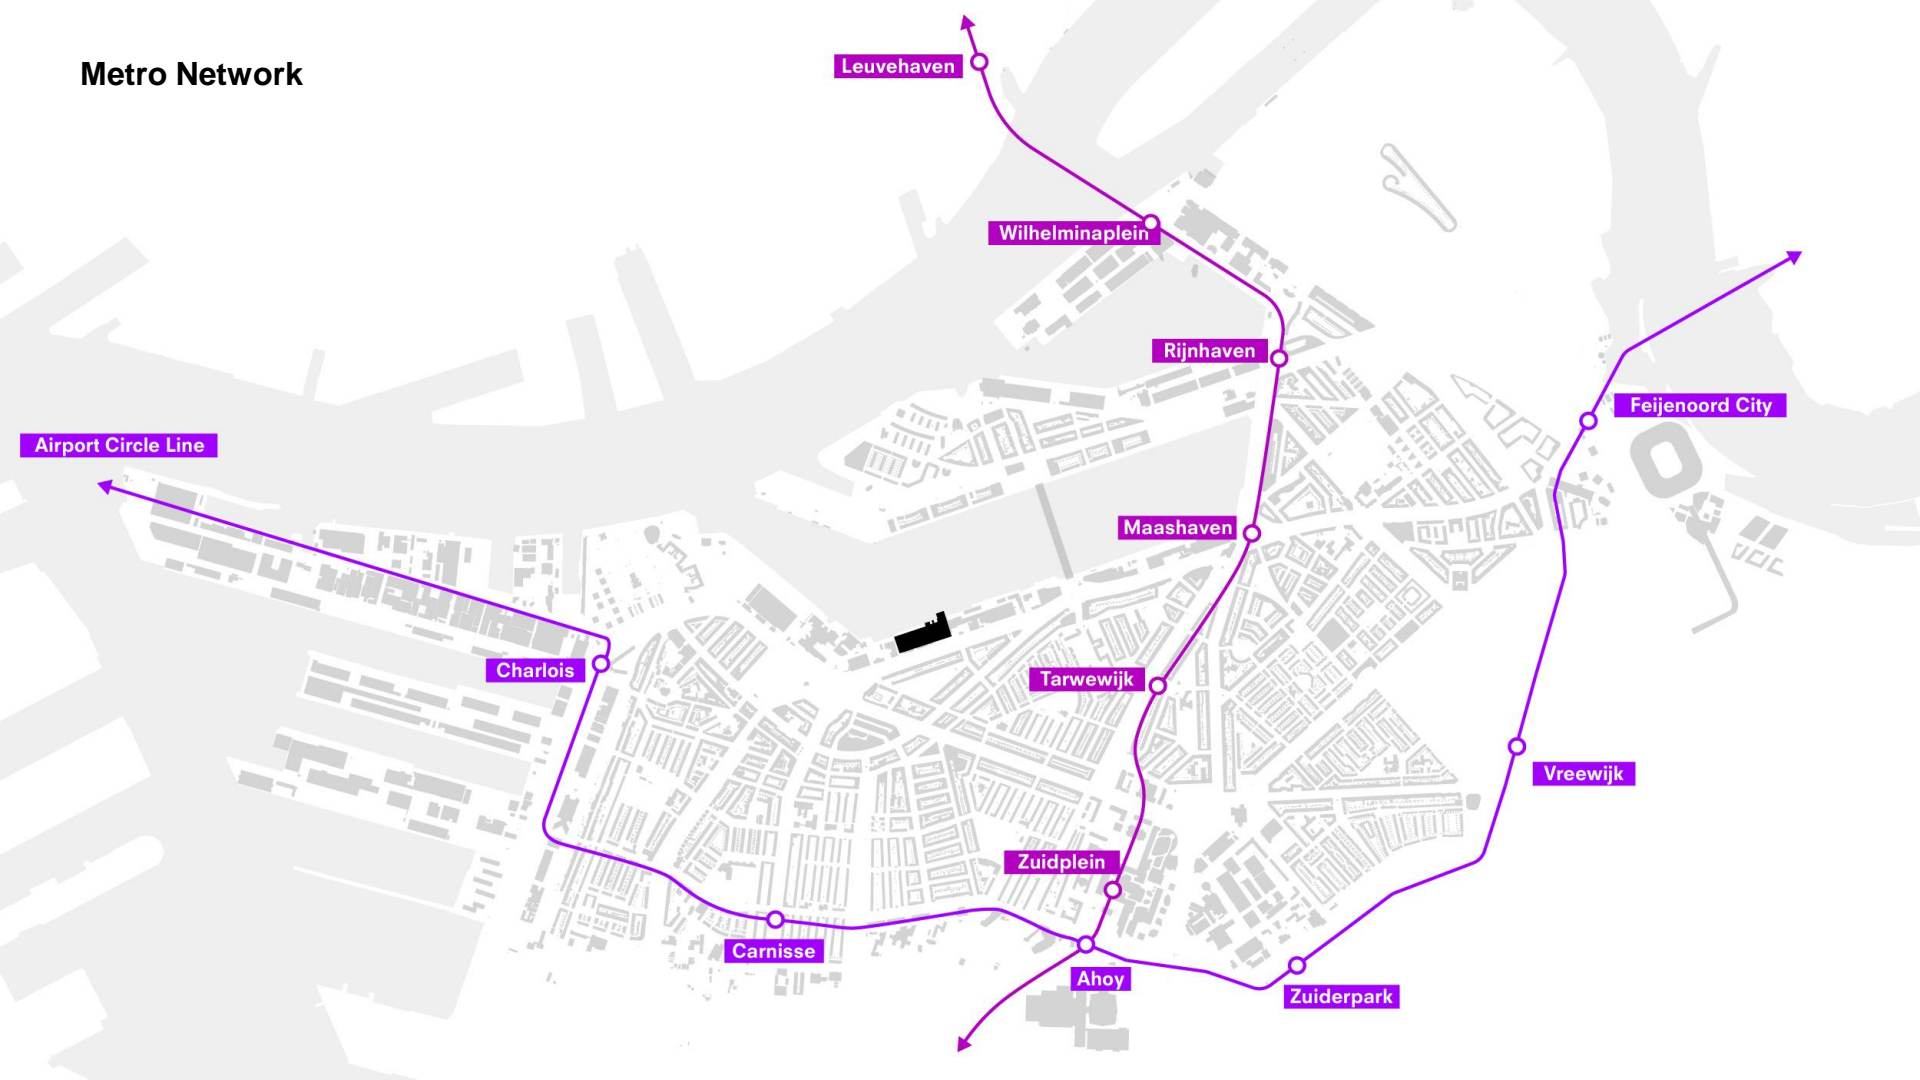 Metro Network
Leuvehaven
Wilhelminaplein
Rijnhaven
Feijenoord City
Airport Circle Line
Maashaven
Charlois
Tarwewijk
Vreewijk
Zuidplein
Carnisse
Ahoy
Zuiderpark